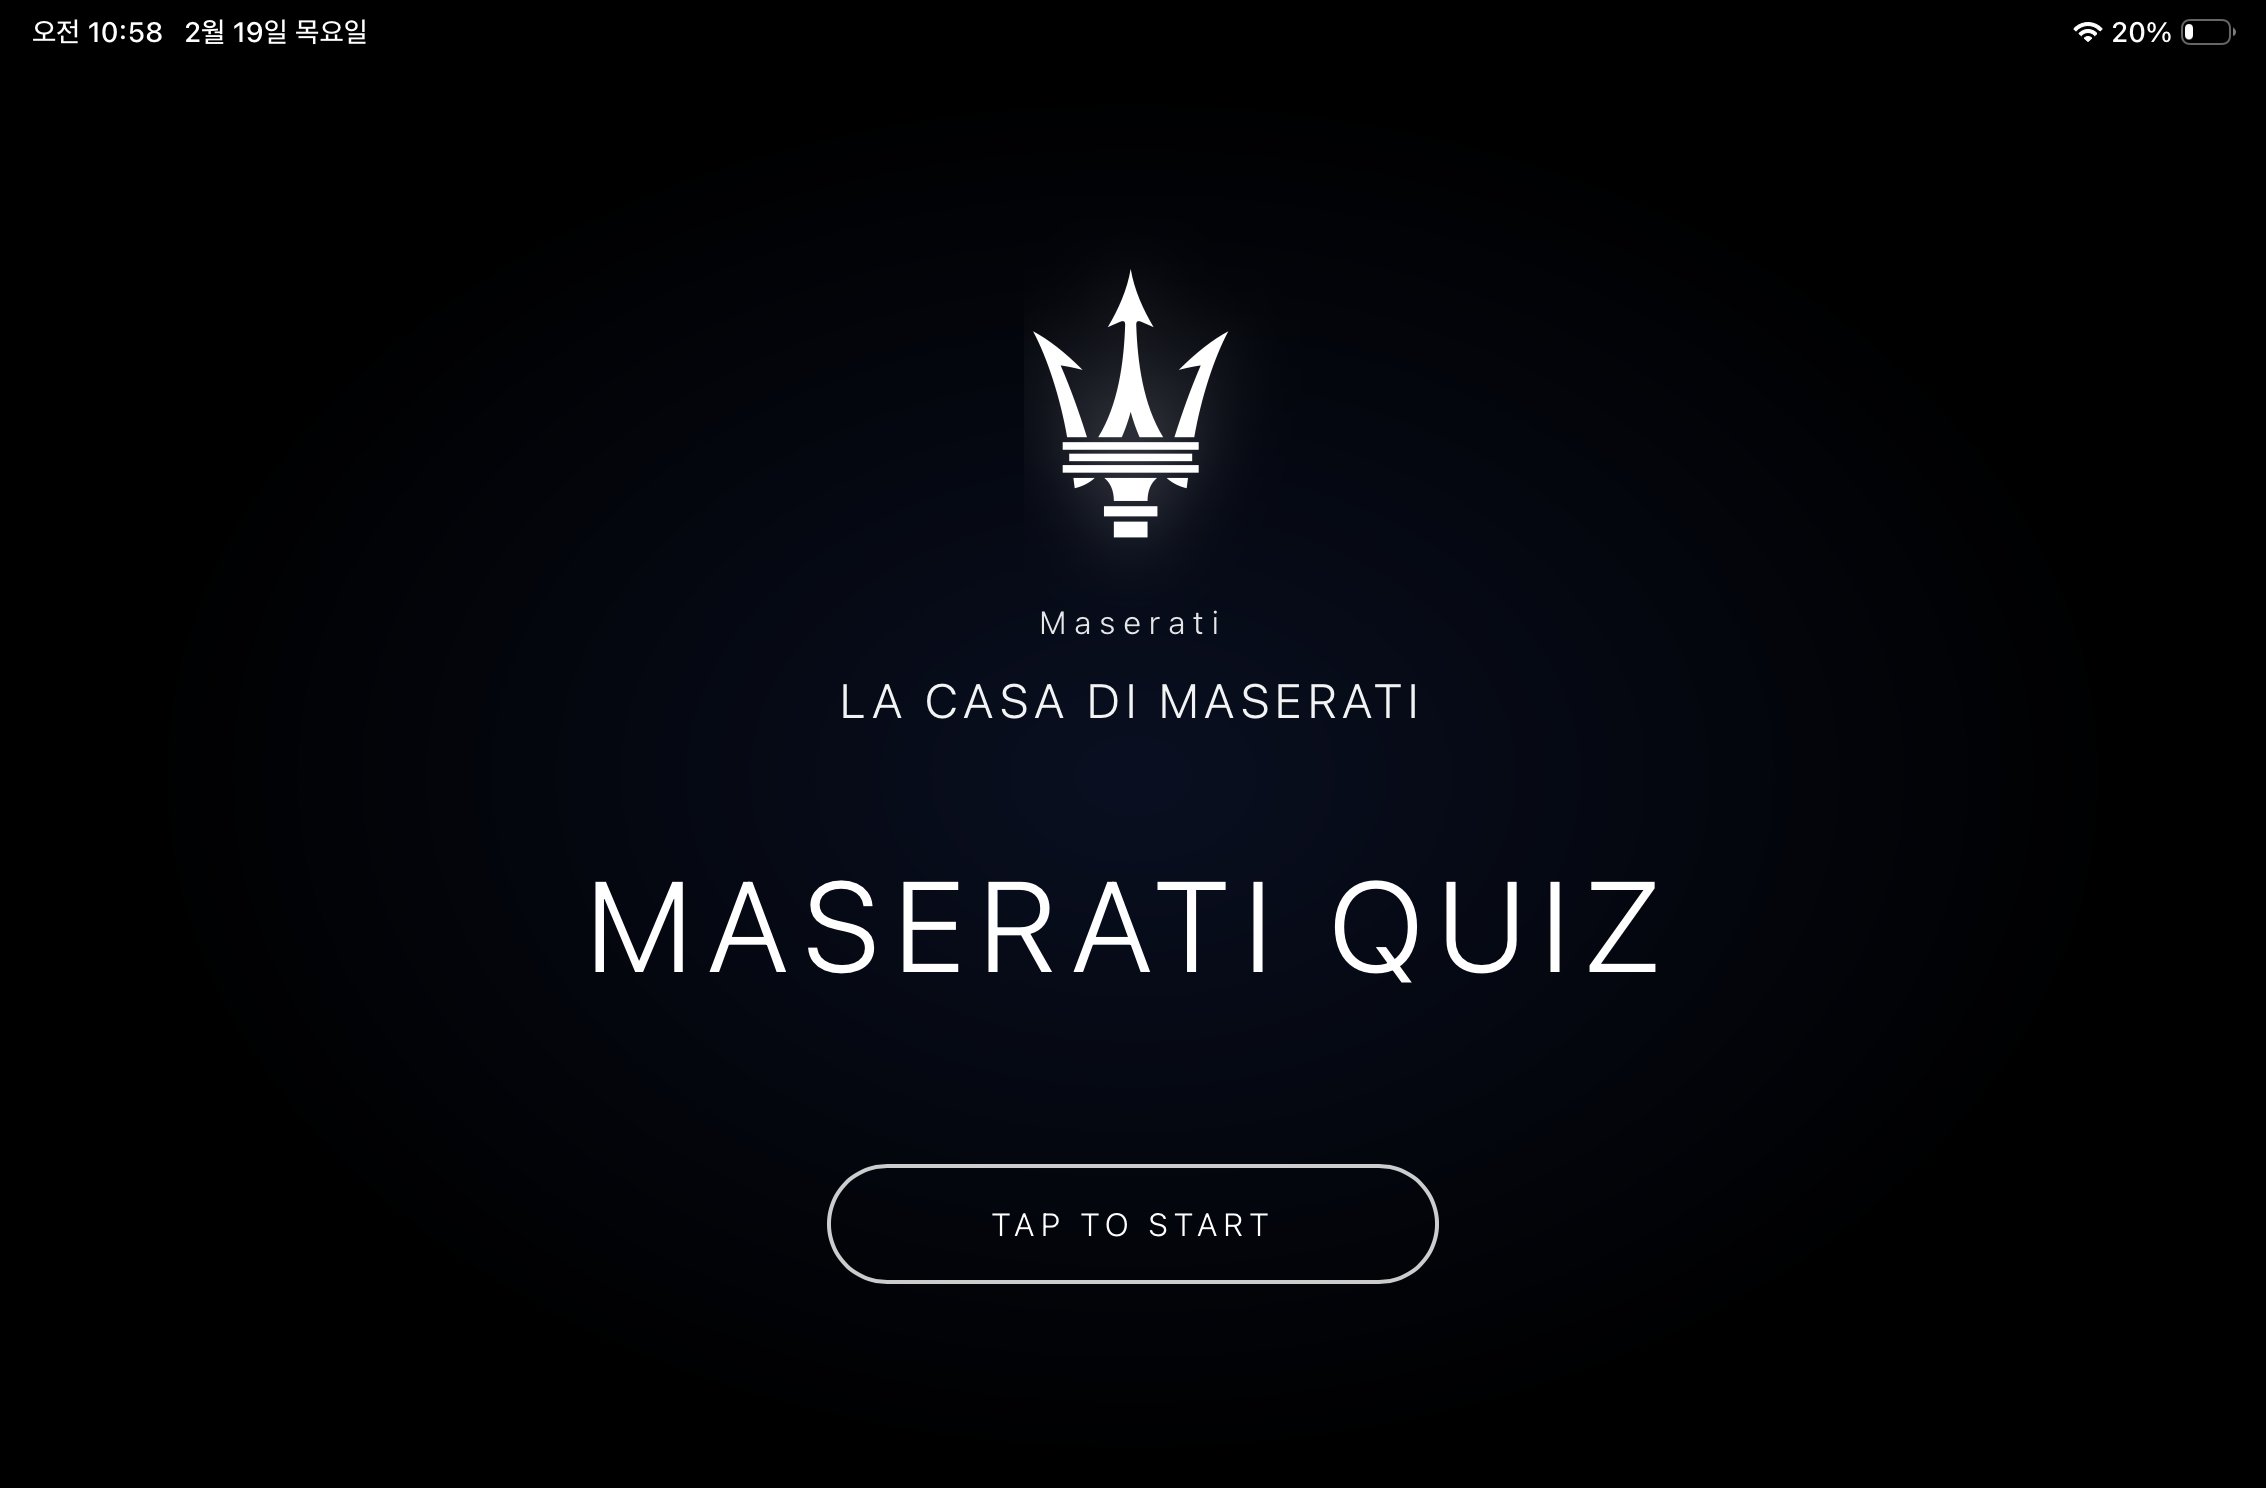 오전 10:58 2월 19일 목요일 20%
Maserati
LA CASA DI MASERATI
MASERATI QUIZ
TAP TO START